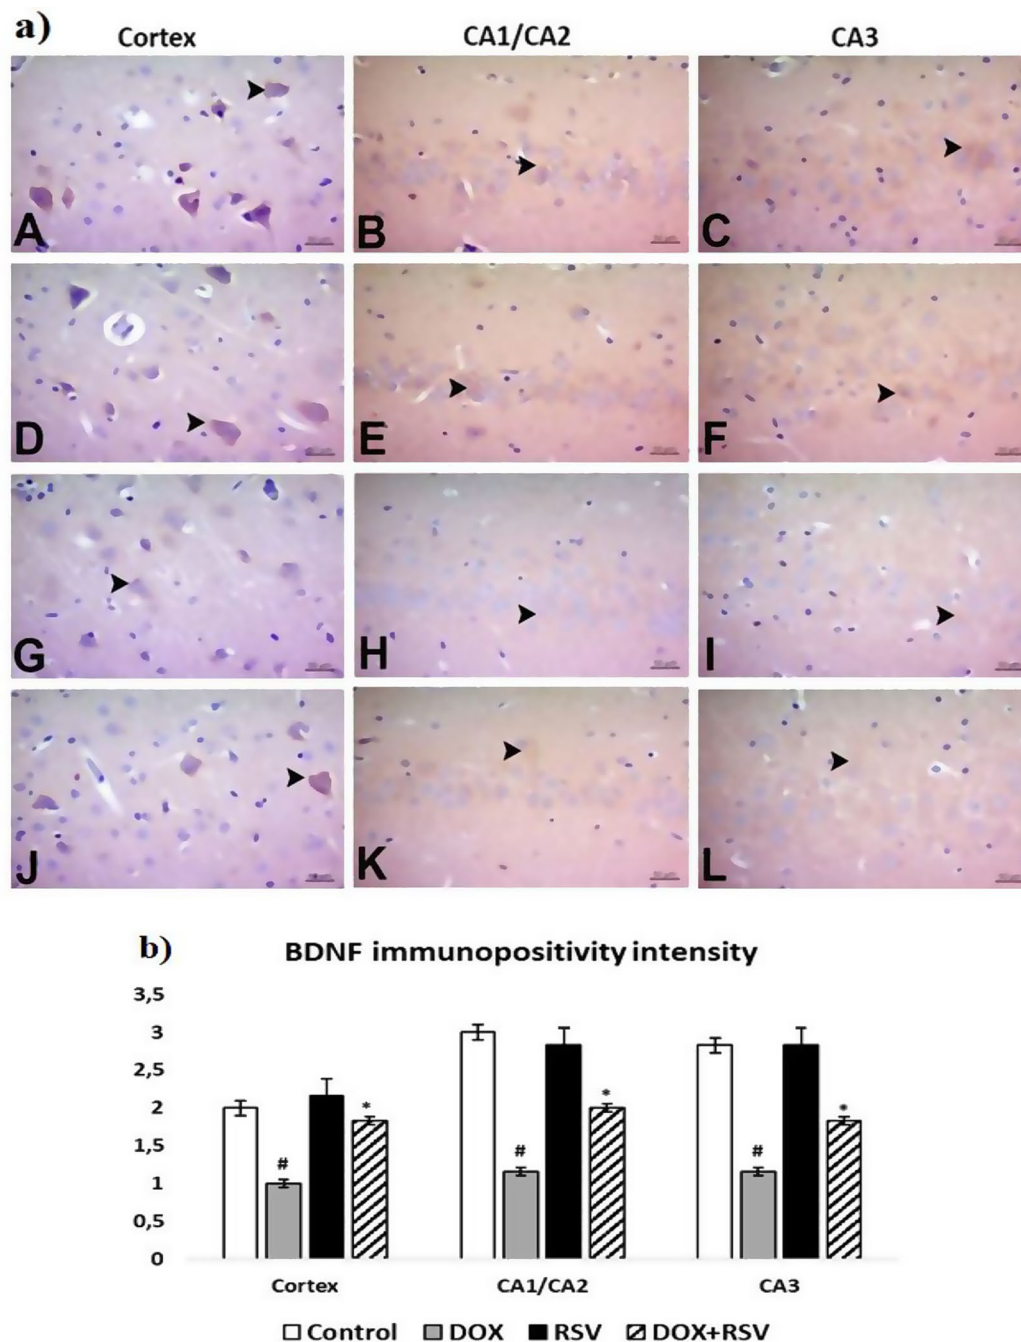 a)
Cortex CA1/CA2 CA3
A B C
D E F
G H I
J K L
b)
BDNF immunopositivity intensity
3,5
3
2,5
2
1,5
1
0,5
0
# * # * # *
Cortex CA1/CA2 CA3
Control DOX RSV DOX+RSV